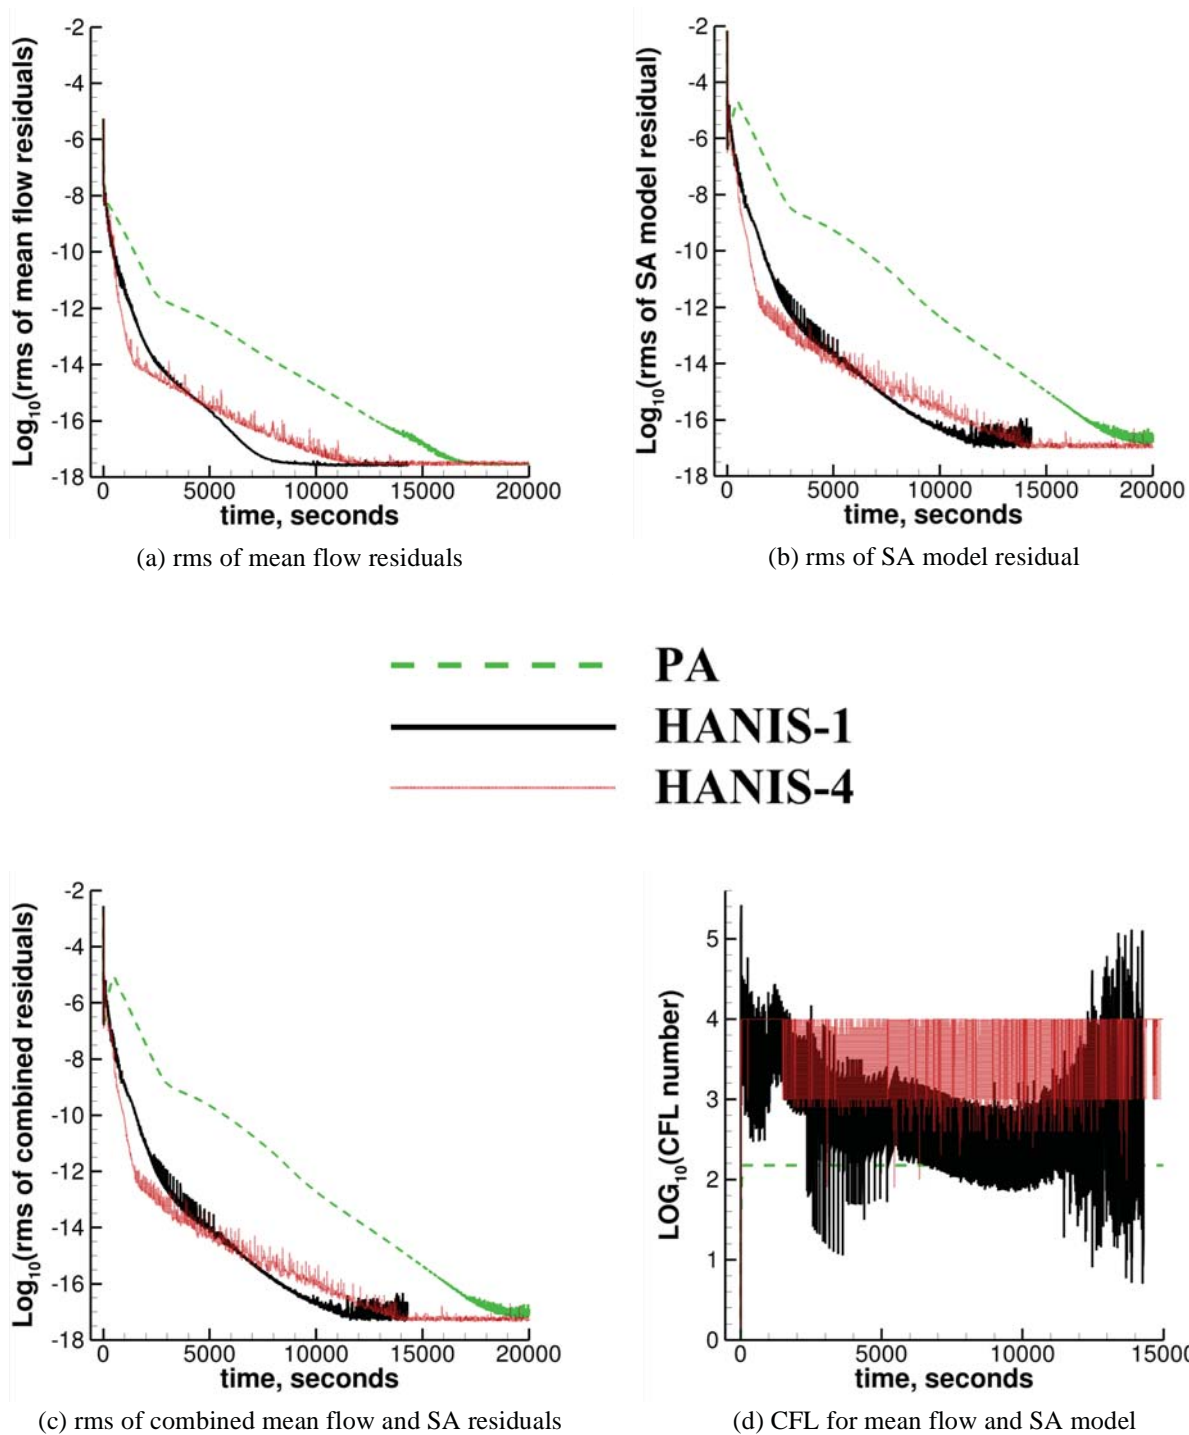 -2
-4
-6
-8
-10
-12
-14
-16
-18
Log10(rms of mean flow residuals)
0 5000 10000 15000 20000
time, seconds
(a) rms of mean flow residuals
-2
-4
-6
-8
-10
-12
-14
-16
-18
Log10(rms of SA model residual)
0 5000 10000 15000 20000
time, seconds
(b) rms of SA model residual
PA
HANIS-1
HANIS-4
-2
-4
-6
-8
-10
-12
-14
-16
-18
Log10(rms of combined residuals)
0 5000 10000 15000 20000
time, seconds
(c) rms of combined mean flow and SA residuals
5
4
3
2
1
0
LOG10(CFL number)
0 5000 10000 15000
time, seconds
(d) CFL for mean flow and SA model